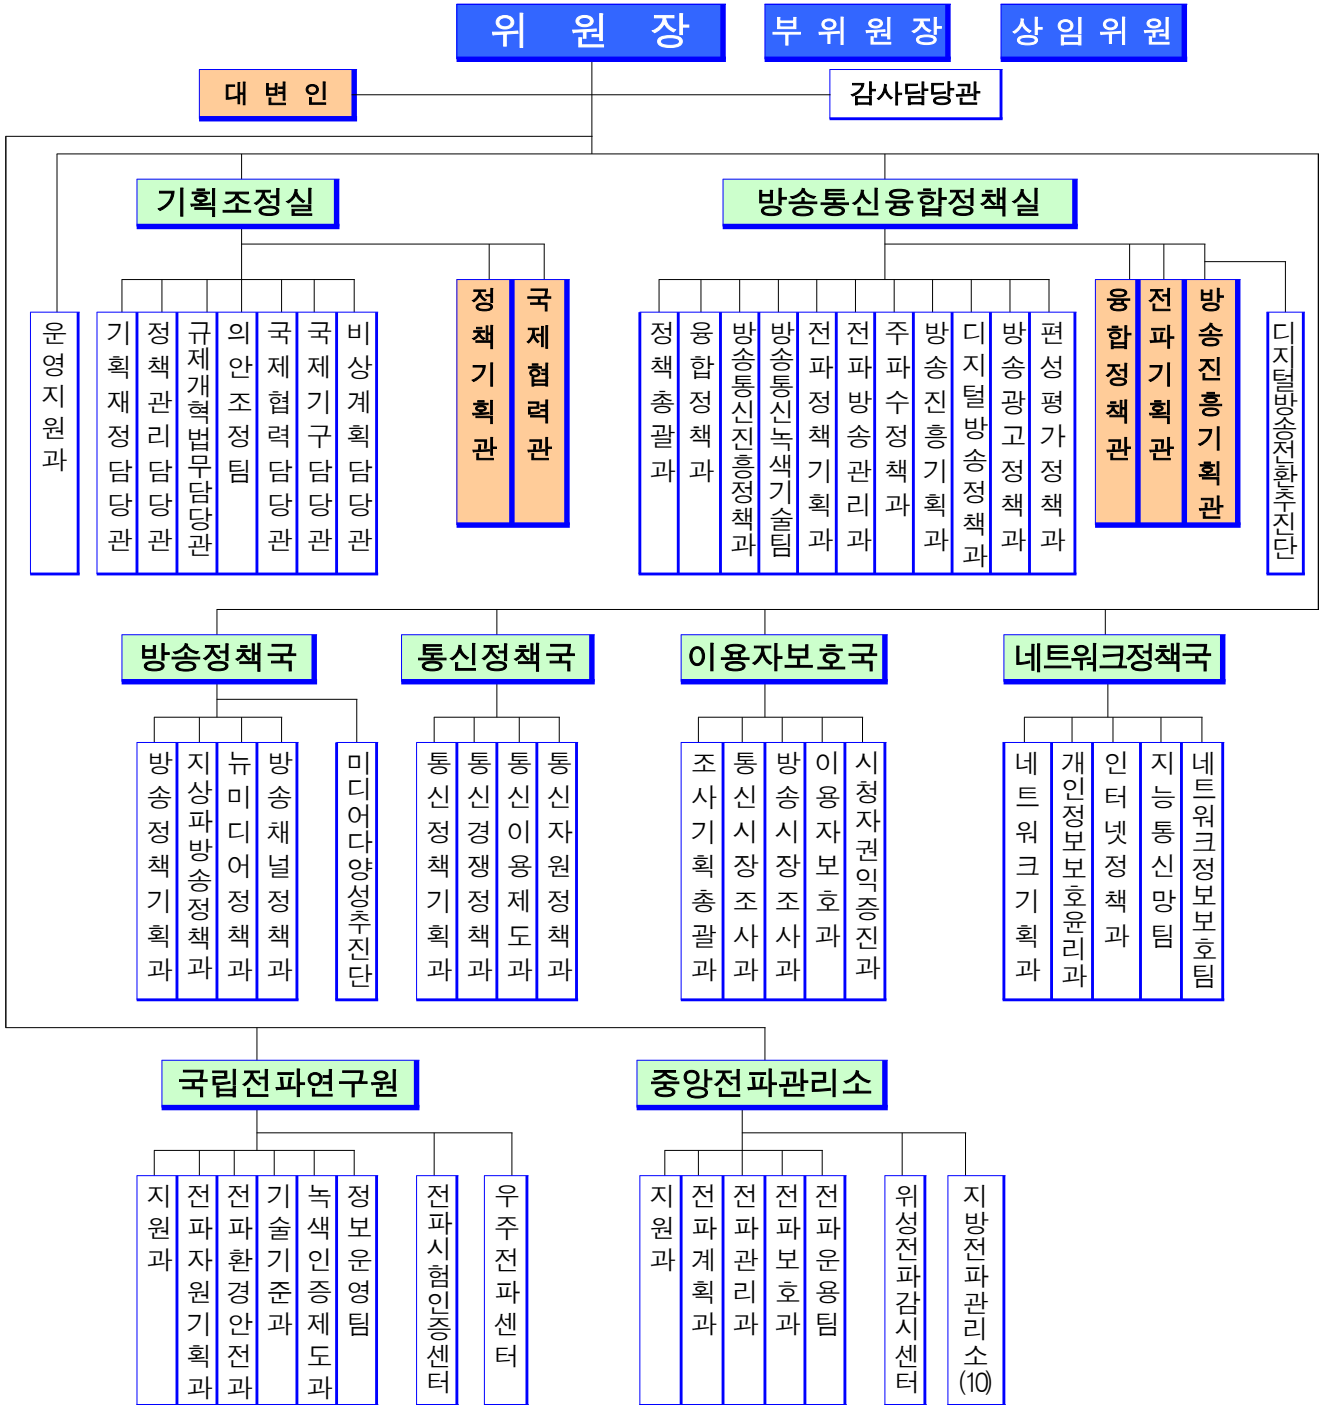 위 원 장
부 위 원 장
상 임 위 원
대 변 인
감사담당관
기획조정실
방송통신융합정책실
운영지원과
기획재정담당관
정책관리담당관
규제개혁법무담당관
의안조정팀
국제협력담당관
국제기구담당관
비상계획담당관
정책기획관
국제협력관
정책총괄과
융합정책과
방송통신진흥정책과
방송통신녹색기술팀
전파정책기획과
전파방송관리과
주파수정책과
방송진흥기획과
디지털방송정책과
방송광고정책과
편성평가정책과
융합정책관
전파기획관
방송진흥기획관
디지털방송전환추진단
방송정책국
통신정책국
이용자보호국
네트워크정책국
방송정책기획과
지상파방송정책과
뉴미디어정책과
방송채널정책과
미디어다양성추진단
통신정책기획과
통신경쟁정책과
통신이용제도과
통신자원정책과
조사기획총괄과
통신시장조사과
방송시장조사과
이용자보호과
시청자권익증진과
네트워크기획과
개인정보보호윤리과
인터넷정책과
지능통신망팀
네트워크정보보호팀
국립전파연구원
중앙전파관리소
지원과
전파자원기획과
전파환경안전과
기술기준과
녹색인증제도과
정보운영팀
전파시험인증센터
우주전파센터
지원과
전파계획과
전파관리과
전파보호과
전파운용팀
위성전파감시센터
지방전파관리소(10)